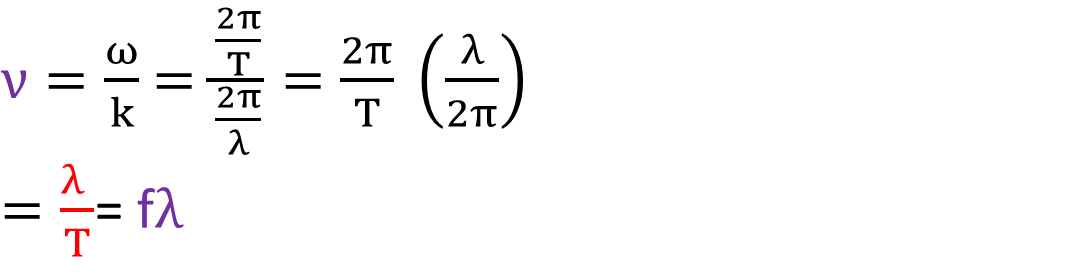 ν = ω/k = (2π/T)/(2π/λ) = 2π/T (λ/2π)
= λ/T = fλ